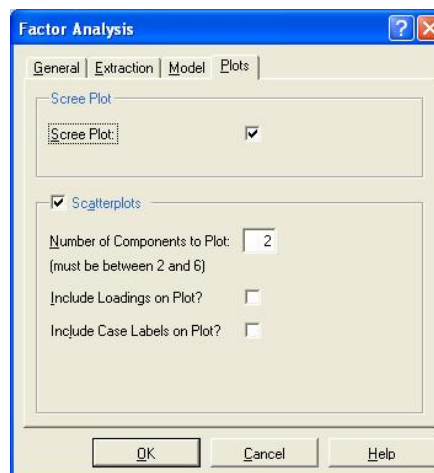 Factor Analysis
General Extraction Model Plots
Scree Plot
Scree Plot:
Scatterplots
Number of Components to Plot: 2
(must be between 2 and 6)
Include Loadings on Plot?
Include Case Labels on Plot?
OK Cancel Help